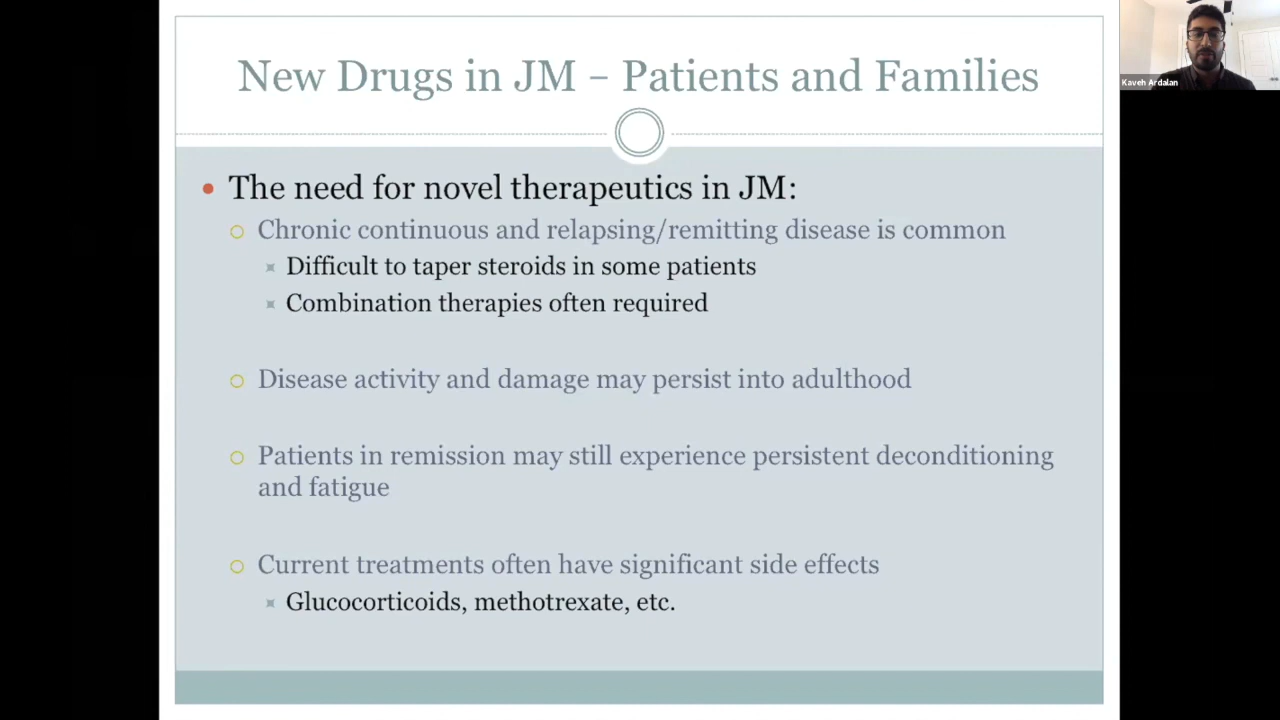 New Drugs in JM – Patients and Families
Kaveh Ardalan
• The need for novel therapeutics in JM:
Chronic continuous and relapsing/remitting disease is common
Difficult to taper steroids in some patients
Combination therapies often required
Disease activity and damage may persist into adulthood
Patients in remission may still experience persistent deconditioning
and fatigue
Current treatments often have significant side effects
Glucocorticoids, methotrexate, etc.